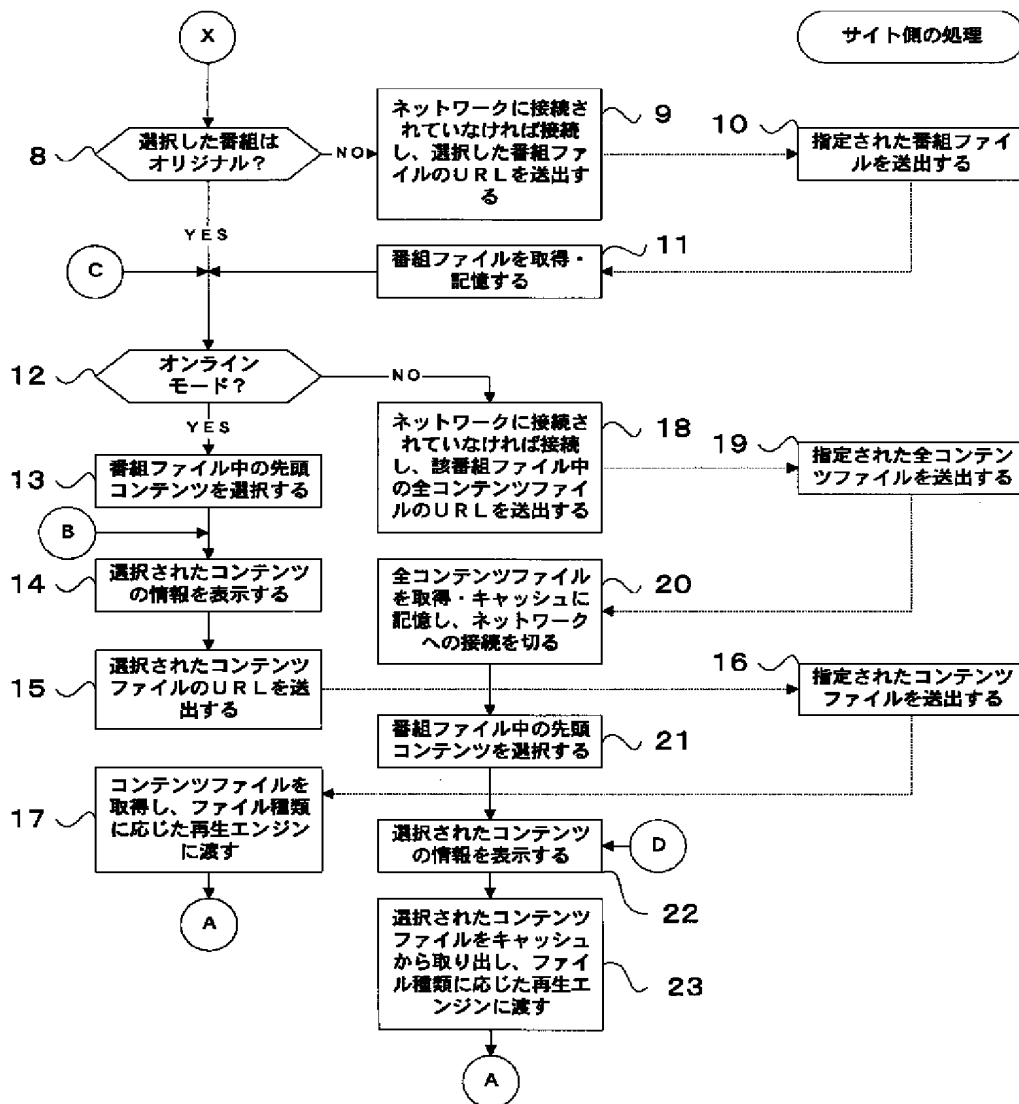 X
サイト側の処理
8
選択した番組は
オリジナル？
NO
9
ネットワークに接続さ
れていなければ接続
し、選択した番組ファ
イルのＵＲＬを送出す
る
10
指定された番組ファイ
ルを送出する
YES
C
11
番組ファイルを取得・
記憶する
12
オンライン
モード？
NO
YES
18
ネットワークに接続さ
れていなければ接続
し、該番組ファイル中
の全コンテンツファイ
ルのＵＲＬを送出する
19
指定された全コンテン
ツファイルを送出する
13
番組ファイル中の先頭
コンテンツを選択する
B
14
選択されたコンテンツ
の情報を表示する
20
全コンテンツファイル
を取得・キャッシュに
記憶し、ネットワーク
への接続を切る
15
選択されたコンテンツ
ファイルのＵＲＬを送
出する
16
指定されたコンテンツ
ファイルを送出する
21
番組ファイル中の先頭
コンテンツを選択する
17
コンテンツファイルを
取得し、ファイル種類
に応じた再生エンジン
に渡す
選択されたコンテンツ
の情報を表示する
D
22
A
選択されたコンテンツ
ファイルをキャッシュ
から取り出し、ファイ
ル種類に応じた再生エ
ンジンに渡す
23
A